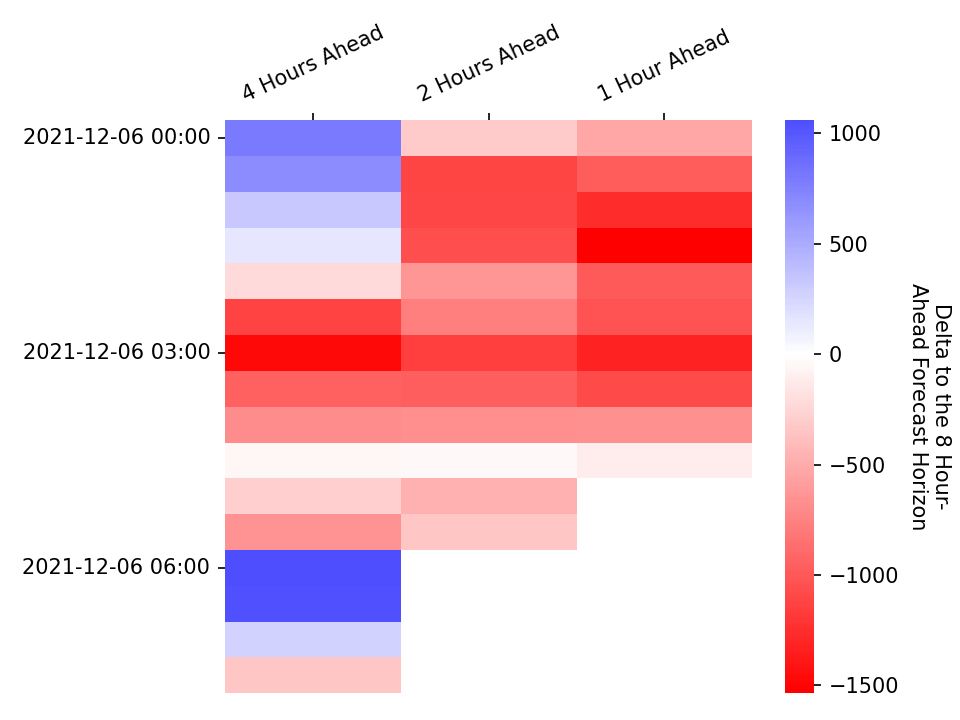 4 Hours Ahead
2 Hours Ahead
1 Hour Ahead
2021-12-06 00:00
2021-12-06 03:00
2021-12-06 06:00
1000
500
0
−500
−1000
−1500
Delta to the 8 Hour-
Ahead Forecast Horizon